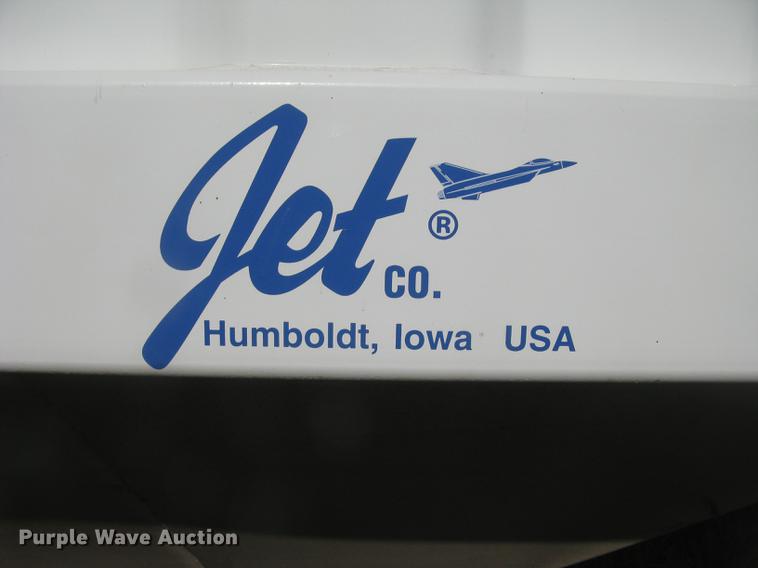 Jet ®
CO.
Humboldt, Iowa USA
Purple Wave Auction